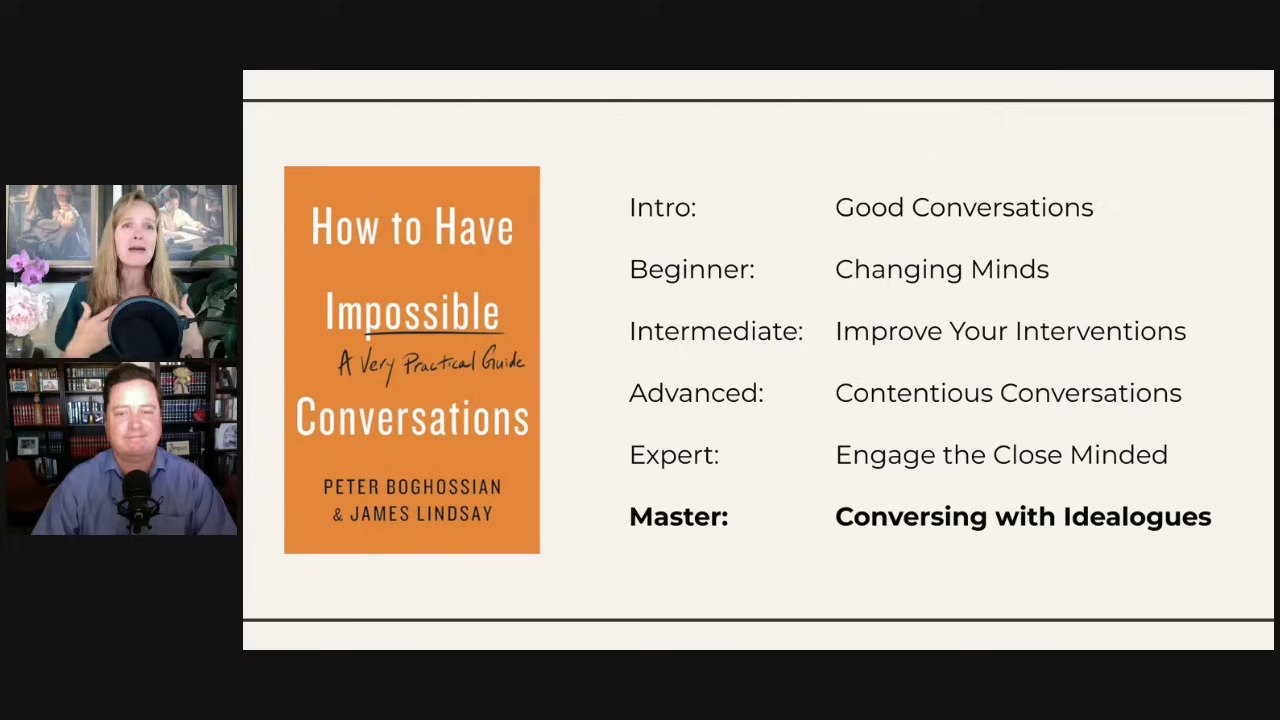 How to Have
Impossible
A Very Practical Guide
Conversations
PETER BOGHOSSIAN
& JAMES LINDSAY
Intro: Good Conversations
Beginner: Changing Minds
Intermediate: Improve Your Interventions
Advanced: Contentious Conversations
Expert: Engage the Close Minded
Master: Conversing with Idealogues